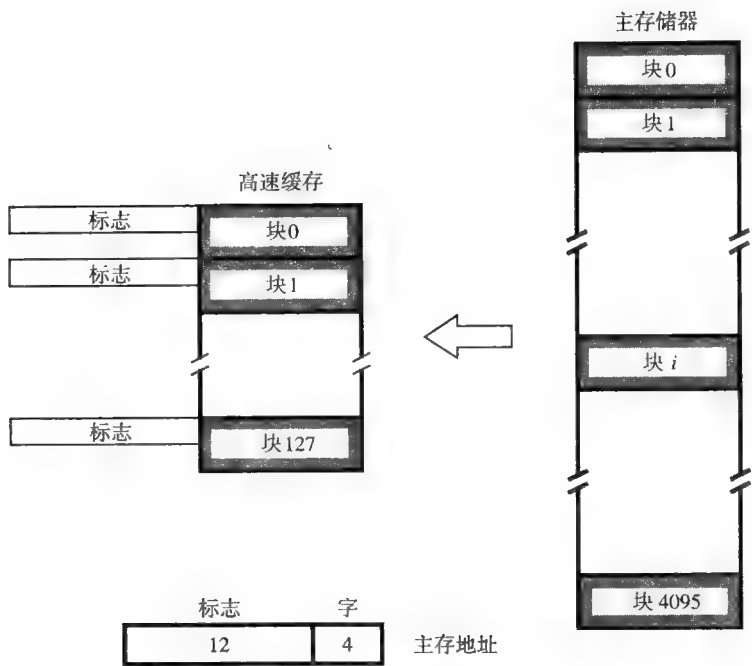 主存储器
块0
块1
高速缓存
标志
块0
标志
块1
块 i
标志
块127
块 4095
标志 字
12 4 主存地址